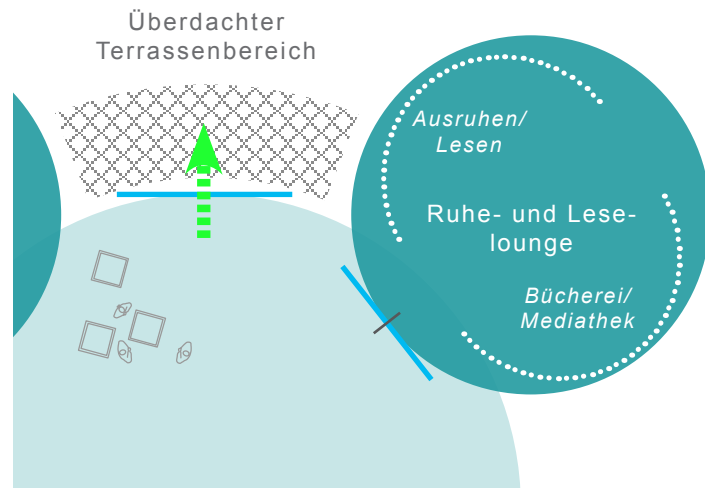 Überdachter
Terrassenbereich
Ausruhen/
Lesen
Ruhe- und Lese-
lounge
Bücherei/
Mediathek